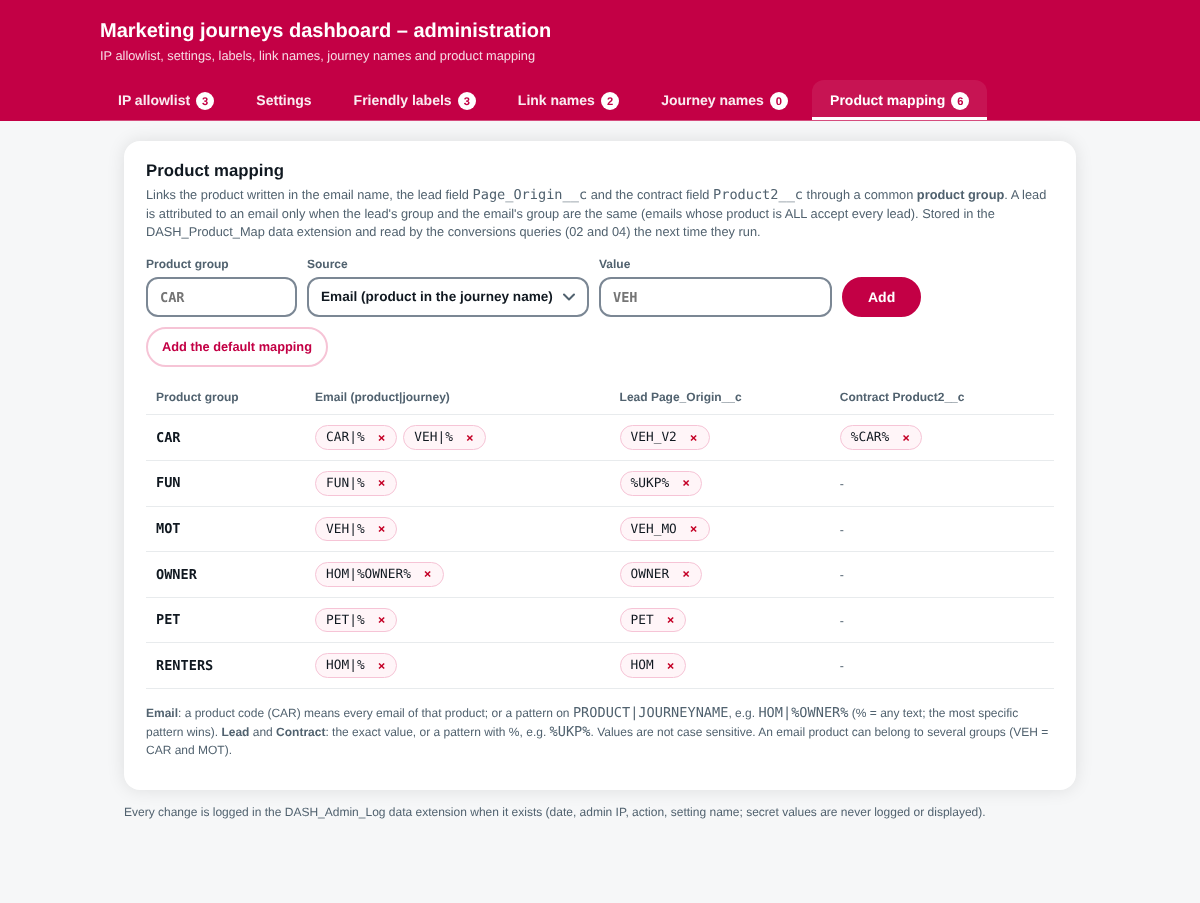 Marketing journeys dashboard – administration
IP allowlist, settings, labels, link names, journey names and product mapping
IP allowlist 3 Settings Friendly labels 3 Link names 2 Journey names 0 Product mapping 6
Product mapping
Links the product written in the email name, the lead field Page_Origin__c and the contract field Product2__c through a common product group. A lead
is attributed to an email only when the lead's group and the email's group are the same (emails whose product is ALL accept every lead). Stored in the
DASH_Product_Map data extension and read by the conversions queries (02 and 04) the next time they run.
Product group Source Value
CAR Email (product in the journey name) VEH Add
Add the default mapping
Product group Email (product|journey) Lead Page_Origin__c Contract Product2__c
CAR CAR|% × VEH|% × VEH_V2 × %CAR% ×
FUN FUN|% × %UKP% × -
MOT VEH|% × VEH_MO × -
OWNER HOM|%OWNER% × OWNER × -
PET PET|% × PET × -
RENTERS HOM|% × HOM × -
Email: a product code (CAR) means every email of that product; or a pattern on PRODUCT|JOURNEYNAME, e.g. HOM|%OWNER% (% = any text; the most specific
pattern wins). Lead and Contract: the exact value, or a pattern with %, e.g. %UKP%. Values are not case sensitive. An email product can belong to several groups (VEH =
CAR and MOT).
Every change is logged in the DASH_Admin_Log data extension when it exists (date, admin IP, action, setting name; secret values are never logged or displayed).